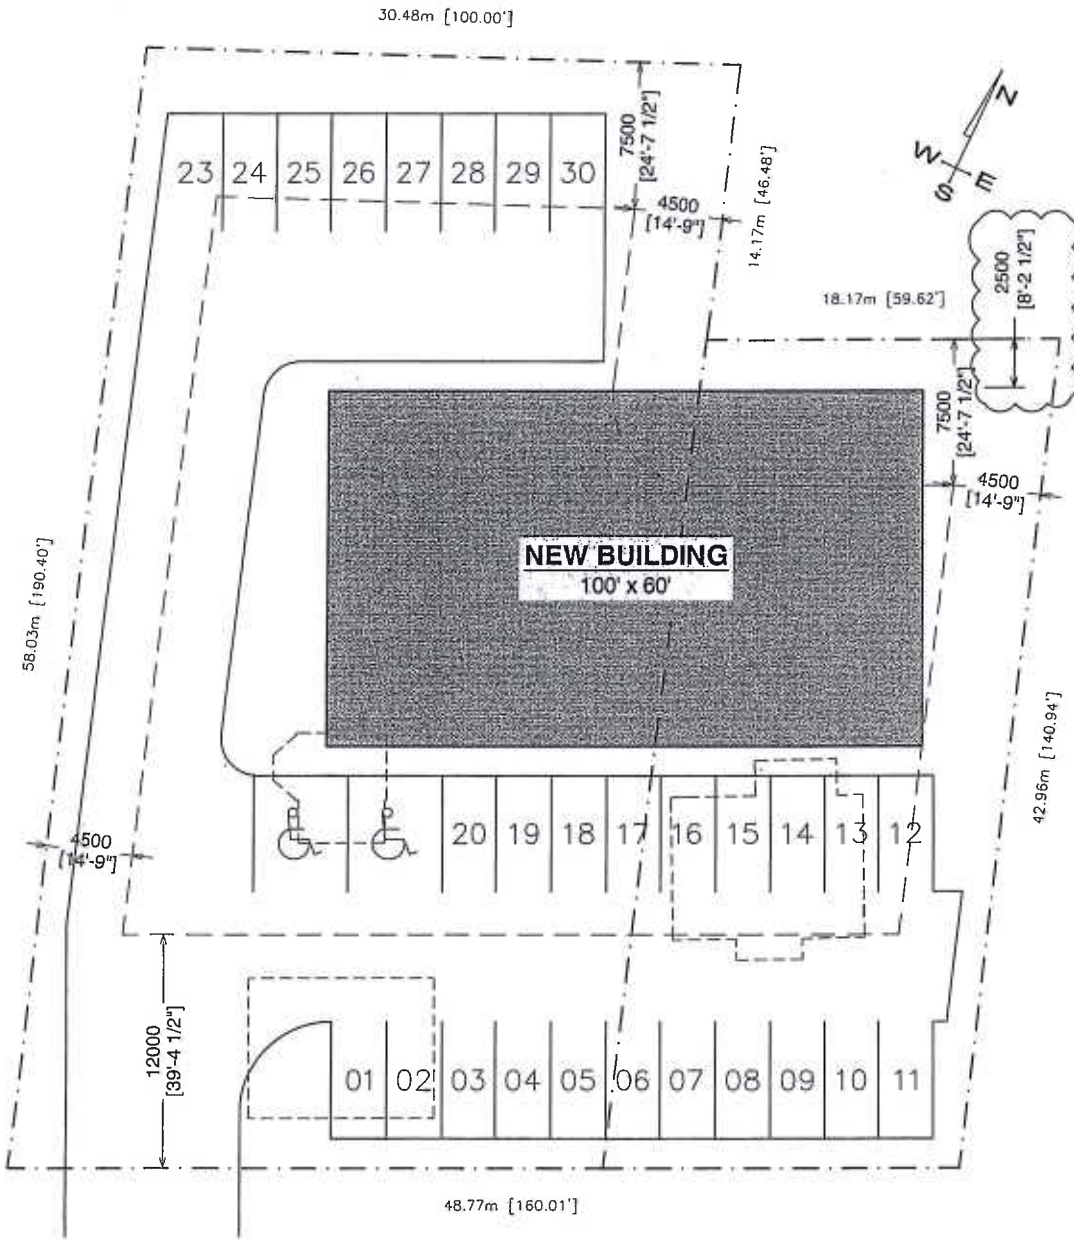 30.48m [100.00']
7500
[24'-7 1/2"]
N
W
E
S
23 24 25 26 27 28 29 30
4500
[14'-9"]
14.17m [46.48']
2500
[8'-2 1/2"]
18.17m [59.62']
7500
[24'-7 1/2"]
4500
[14'-9"]
NEW BUILDING
100' x 60'
58.03m [190.40']
42.96m [140.94']
4500
[14'-9"]
20 19 18 17 16 15 14 13 12
12000
[39'-4 1/2"]
01 02 03 04 05 06 07 08 09 10 11
48.77m [160.01']